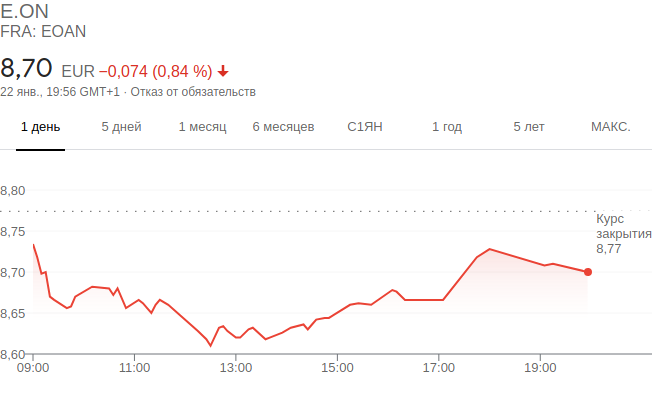 E.ON
FRA: EOAN
8,70 EUR −0,074 (0,84 %)
22 янв., 19:56 GMT+1 · Отказ от обязательств
1 день 5 дней 1 месяц 6 месяцев С1ЯН 1 год 5 лет МАКС.
8,80
Курс
закрытия
8,77
8,75
8,70
8,65
8,60
09:00 11:00 13:00 15:00 17:00 19:00